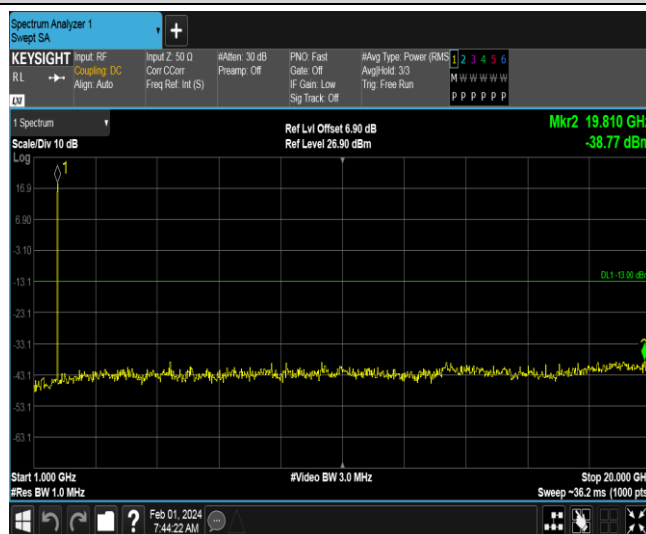 Spectrum Analyzer 1
Swept SA
+
KEYSIGHT
RL
LXI
Input: RF
Coupling: DC
Align: Auto
Input Z: 50 Ω
Corr CCorr
Freq Ref: Int (S)
#Atten: 30 dB
Preamp: Off
PNO: Fast
Gate: Off
IF Gain: Low
Sig Track: Off
#Avg Type: Power (RMS
Avg|Hold: 3/3
Trig: Free Run
1 2 3 4 5 6
M W W W W W
P P P P P P
1 Spectrum
Scale/Div 10 dB
Log
Ref Lvl Offset 6.90 dB
Ref Level 26.90 dBm
Mkr2 19.810 GHz
-38.77 dBm
1
16.9
6.90
-3.10
-13.1
DL1 -13.00 dBm
-23.1
-33.1
-43.1
-53.1
-63.1
Start 1.000 GHz
#Res BW 1.0 MHz
#Video BW 3.0 MHz
Stop 20.000 GHz
Sweep ~36.2 ms (1000 pts
?
Feb 01, 2024
7:44:22 AM